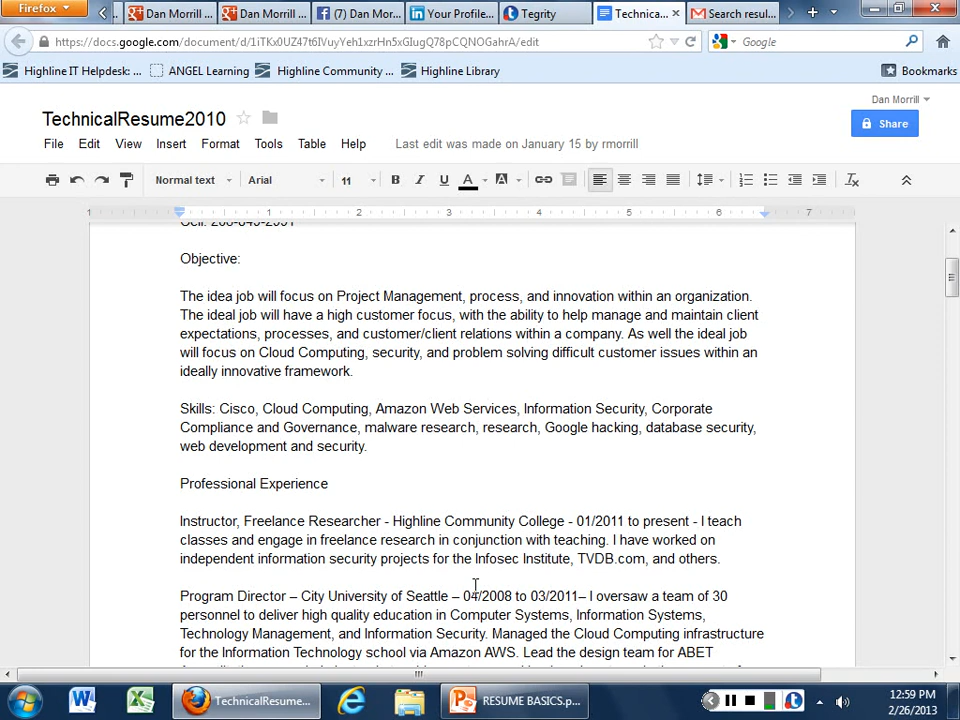 Firefox
Dan Morrill ...
Dan Morrill ...
(7) Dan Mor...
Your Profile...
Tegrity
Technica...
Search resul...
https://docs.google.com/document/d/1iTKx0UZ47t6IVuyYeh1xzrHn5xGIugQ78pCQNOGahrA/edit
Google
Highline IT Helpdesk: ...
ANGEL Learning
Highline Community ...
Highline Library
Bookmarks
Dan Morrill
TechnicalResume2010
Share
File Edit View Insert Format Tools Table Help
Last edit was made on January 15 by rmorrill
Normal text
Arial
11
B I U A A
1 1 2 3 4 5 6 7
Objective:
The idea job will focus on Project Management, process, and innovation within an organization.
The ideal job will have a high customer focus, with the ability to help manage and maintain client
expectations, processes, and customer/client relations within a company. As well the ideal job
will focus on Cloud Computing, security, and problem solving difficult customer issues within an
ideally innovative framework.
Skills: Cisco, Cloud Computing, Amazon Web Services, Information Security, Corporate
Compliance and Governance, malware research, research, Google hacking, database security,
web development and security.
Professional Experience
Instructor, Freelance Researcher - Highline Community College - 01/2011 to present - I teach
classes and engage in freelance research in conjunction with teaching. I have worked on
independent information security projects for the Infosec Institute, TVDB.com, and others.
Program Director – City University of Seattle – 04/2008 to 03/2011– I oversaw a team of 30
personnel to deliver high quality education in Computer Systems, Information Systems,
Technology Management, and Information Security. Managed the Cloud Computing infrastructure
for the Information Technology school via Amazon AWS. Lead the design team for ABET
TechnicalResume...
RESUME BASICS.p...
12:59 PM
2/26/2013